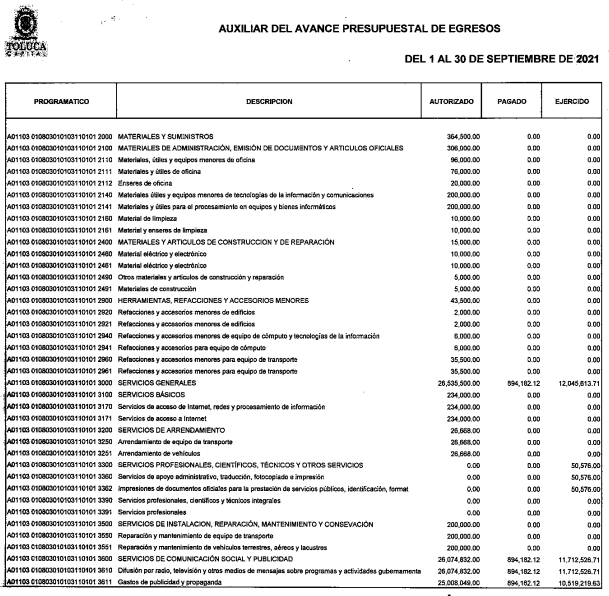 TOLUCA
CAPITAL
AUXILIAR DEL AVANCE PRESUPUESTAL DE EGRESOS
DEL 1 AL 30 DE SEPTIEMBRE DE 2021
PROGRAMATICO DESCRIPCION AUTORIZADO PAGADO EJERCIDO
A01103 010803010103110101 2000 MATERIALES Y SUMINISTROS 364,500.00 0.00 0.00
A01103 010803010103110101 2100 MATERIALES DE ADMINISTRACIÓN, EMISIÓN DE DOCUMENTOS Y ARTICULOS OFICIALES 306,000.00 0.00 0.00
A01103 010803010103110101 2110 Materiales, útiles y equipos menores de oficina 96,000.00 0.00 0.00
A01103 010803010103110101 2111 Materiales y útiles de oficina 76,000.00 0.00 0.00
A01103 010803010103110101 2112 Enseres de oficina 20,000.00 0.00 0.00
A01103 010803010103110101 2140 Materiales útiles y equipos menores de tecnologías de la información y comunicaciones 200,000.00 0.00 0.00
A01103 010803010103110101 2141 Materiales y útiles para el procesamiento en equipos y bienes informáticos 200,000.00 0.00 0.00
A01103 010803010103110101 2160 Material de limpieza 10,000.00 0.00 0.00
A01103 010803010103110101 2161 Material y enseres de limpieza 10,000.00 0.00 0.00
A01103 010803010103110101 2400 MATERIALES Y ARTICULOS DE CONSTRUCCION Y DE REPARACIÓN 15,000.00 0.00 0.00
A01103 010803010103110101 2460 Material eléctrico y electrónico 10,000.00 0.00 0.00
A01103 010803010103110101 2461 Material eléctrico y electrónico 10,000.00 0.00 0.00
A01103 010803010103110101 2490 Otros materiales y artículos de construcción y reparación 5,000.00 0.00 0.00
A01103 010803010103110101 2491 Materiales de construcción 5,000.00 0.00 0.00
A01103 010803010103110101 2900 HERRAMIENTAS, REFACCIONES Y ACCESORIOS MENORES 43,500.00 0.00 0.00
A01103 010803010103110101 2920 Refacciones y accesorios menores de edificios 2,000.00 0.00 0.00
A01103 010803010103110101 2921 Refacciones y accesorios menores de edificios 2,000.00 0.00 0.00
A01103 010803010103110101 2940 Refacciones y accesorios menores de equipo de cómputo y tecnologías de la información 6,000.00 0.00 0.00
A01103 010803010103110101 2941 Refacciones y accesorios para equipo de cómputo 6,000.00 0.00 0.00
A01103 010803010103110101 2960 Refacciones y accesorios menores para equipo de transporte 35,500.00 0.00 0.00
A01103 010803010103110101 2961 Refacciones y accesorios menores para equipo de transporte 35,500.00 0.00 0.00
A01103 010803010103110101 3000 SERVICIOS GENERALES 26,535,500.00 894,182.12 12,045,613.71
A01103 010803010103110101 3100 SERVICIOS BÁSICOS 234,000.00 0.00 0.00
A01103 010803010103110101 3170 Servicios de acceso de Internet, redes y procesamiento de información 234,000.00 0.00 0.00
A01103 010803010103110101 3171 Servicios de acceso a Internet 234,000.00 0.00 0.00
A01103 010803010103110101 3200 SERVICIOS DE ARRENDAMIENTO 26,668.00 0.00 0.00
A01103 010803010103110101 3250 Arrendamiento de equipo de transporte 26,668.00 0.00 0.00
A01103 010803010103110101 3251 Arrendamiento de vehículos 26,668.00 0.00 0.00
A01103 010803010103110101 3300 SERVICIOS PROFESIONALES, CIENTÍFICOS, TÉCNICOS Y OTROS SERVICIOS 0.00 0.00 50,576.00
A01103 010803010103110101 3360 Servicios de apoyo administrativo, traducción, fotocopiado e impresión 0.00 0.00 50,576.00
A01103 010803010103110101 3362 Impresiones de documentos oficiales para la prestación de servicios públicos, identificación, format 0.00 0.00 50,576.00
A01103 010803010103110101 3390 Servicios profesionales, científicos y técnicos integrales 0.00 0.00 0.00
A01103 010803010103110101 3391 Servicios profesionales 0.00 0.00 0.00
A01103 010803010103110101 3500 SERVICIOS DE INSTALACION, REPARACIÓN, MANTENIMIENTO Y CONSEVACIÓN 200,000.00 0.00 0.00
A01103 010803010103110101 3550 Reparación y mantenimiento de equipo de transporte 200,000.00 0.00 0.00
A01103 010803010103110101 3551 Reparación y mantenimiento de vehículos terrestres, aéreos y lacustres 200,000.00 0.00 0.00
A01103 010803010103110101 3600 SERVICIOS DE COMUNICACIÓN SOCIAL Y PUBLICIDAD 26,074,832.00 894,182.12 11,712,526.71
A01103 010803010103110101 3610 Difusión por radio, televisión y otros medios de mensajes sobre programas y actividades gubernamenta 26,074,832.00 894,182.12 11,712,526.71
A01103 010803010103110101 3611 Gastos de publicidad y propaganda 25,008,049.00 894,182.12 10,519,219.63